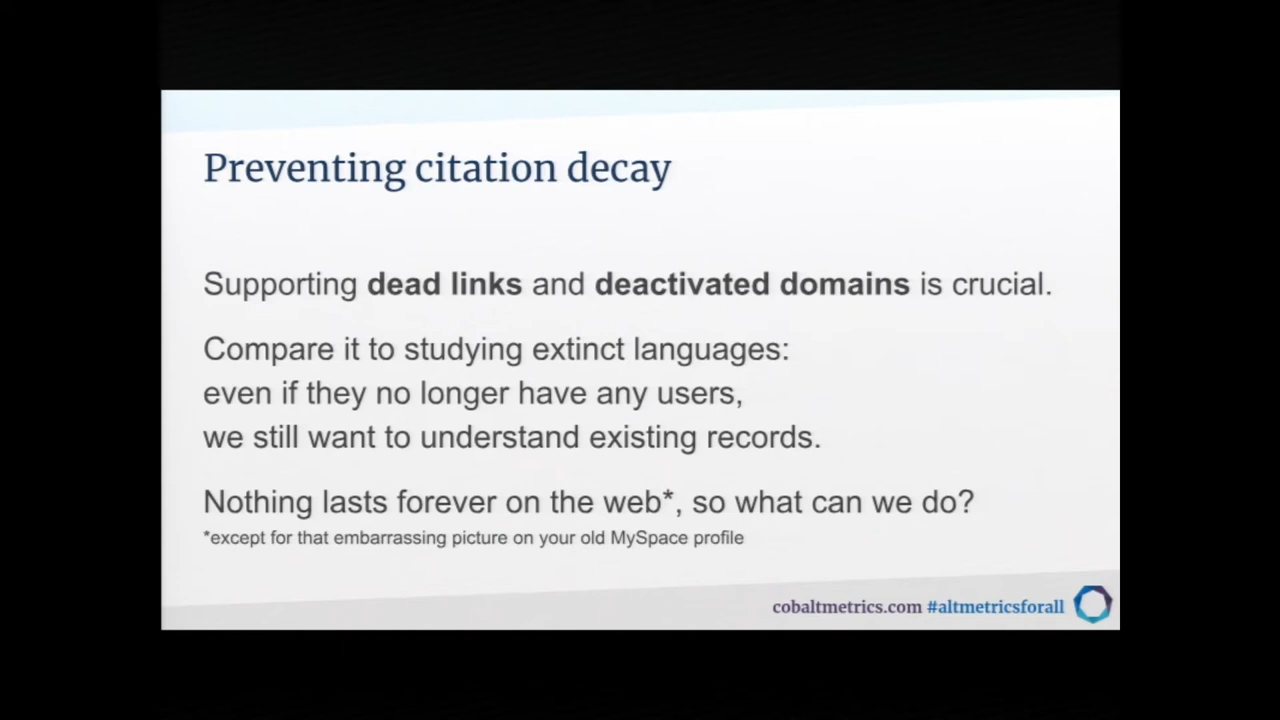 Preventing citation decay
Supporting dead links and deactivated domains is crucial.
Compare it to studying extinct languages:
even if they no longer have any users,
we still want to understand existing records.
Nothing lasts forever on the web*, so what can we do?
*except for that embarrassing picture on your old MySpace profile
cobaltmetrics.com #altmetricsforall